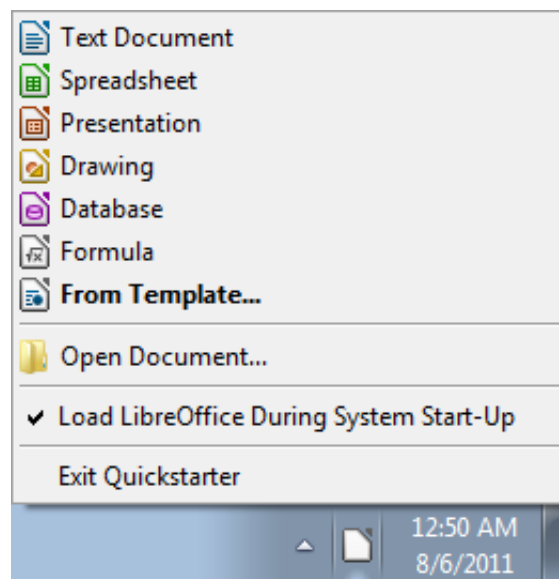 Text Document
Spreadsheet
Presentation
Drawing
Database
Formula
From Template...
Open Document...
Load LibreOffice During System Start-Up
Exit Quickstarter
12:50 AM
8/6/2011